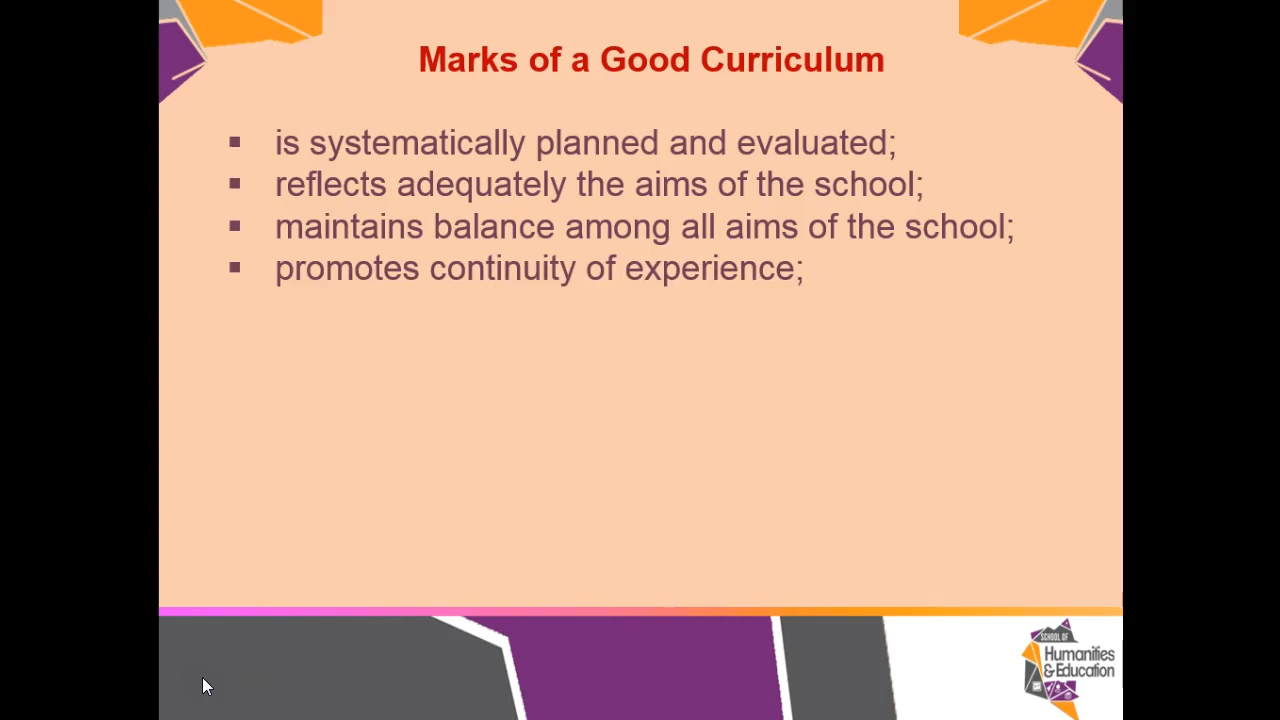 Marks of a Good Curriculum
▪ is systematically planned and evaluated;
▪ reflects adequately the aims of the school;
▪ maintains balance among all aims of the school;
▪ promotes continuity of experience;
SCHOOL OF
Humanities
& Education